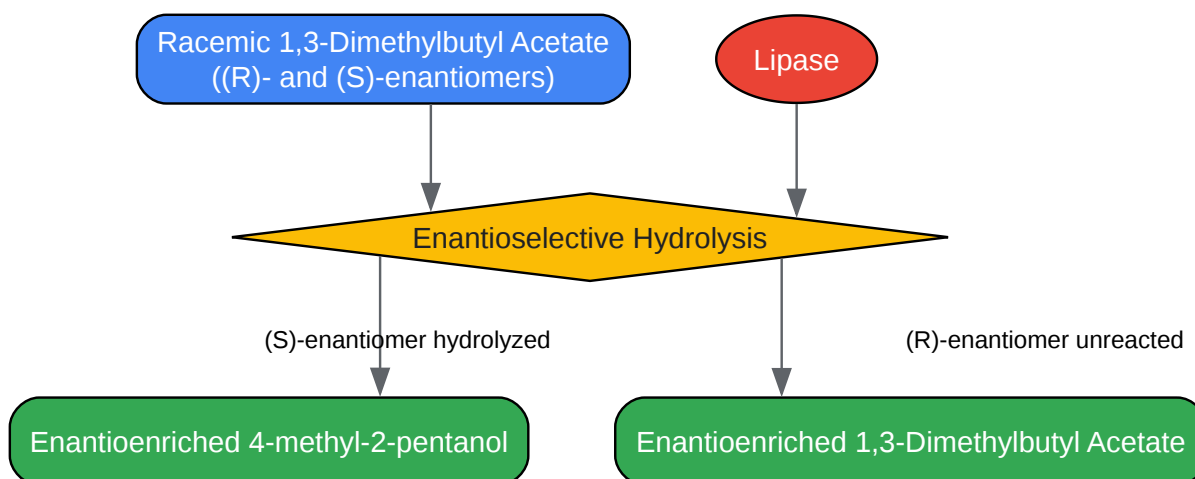 Racemic 1,3-Dimethylbutyl Acetate
((R)- and (S)-enantiomers)
Lipase
Enantioselective Hydrolysis
(S)-enantiomer hydrolyzed
(R)-enantiomer unreacted
Enantioenriched 4-methyl-2-pentanol
Enantioenriched 1,3-Dimethylbutyl Acetate